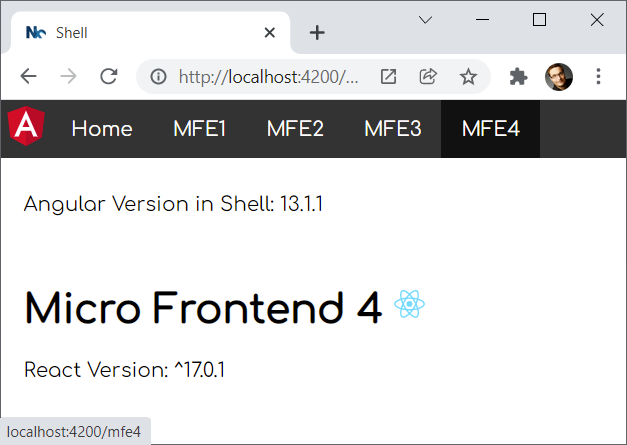 Nx Shell
http://localhost:4200/...
A Home MFE1 MFE2 MFE3 MFE4
Angular Version in Shell: 13.1.1
Micro Frontend 4
React Version: ^17.0.1
localhost:4200/mfe4